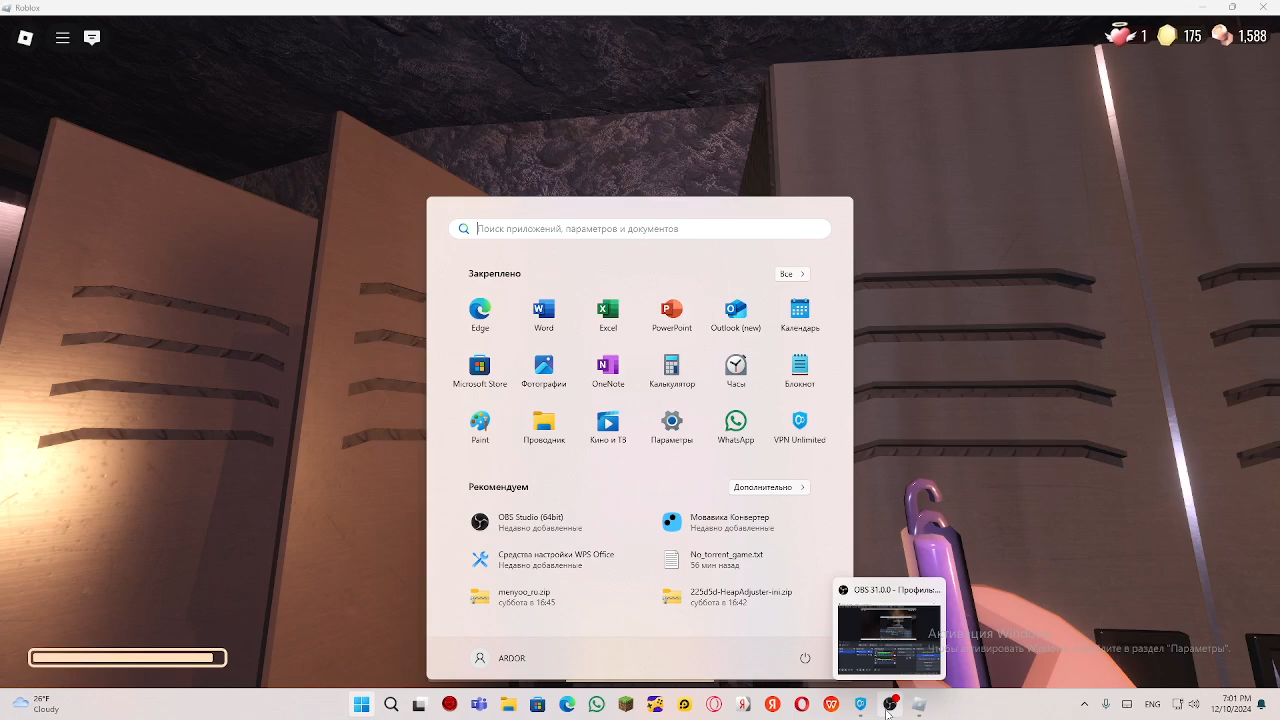 Roblox
1
175
1,588
Поиск приложений, параметров и документов
Закреплено
Все
Edge
Word
Excel
PowerPoint
Outlook (new)
Календарь
Microsoft Store
Фотографии
OneNote
Калькулятор
Часы
Блокнот
Paint
Проводник
Кино и ТВ
Параметры
WhatsApp
VPN Unlimited
Рекомендуем
Дополнительно
OBS Studio (64bit)
Недавно добавленные
Мовавика Конвертер
Недавно добавленные
Средства настройки WPS Office
Недавно добавленные
No_torrent_game.txt
56 мин назад
menyoo_ru.zip
суббота в 16:45
225d5d-HeapAdjuster-ini.zip
суббота в 16:42
OBS 31.0.0 - Профиль:...
Активация Windows
ARDOR
в раздел "Параметры".
26°F
Cloudy
ENG
7:01 PM
12/10/2024